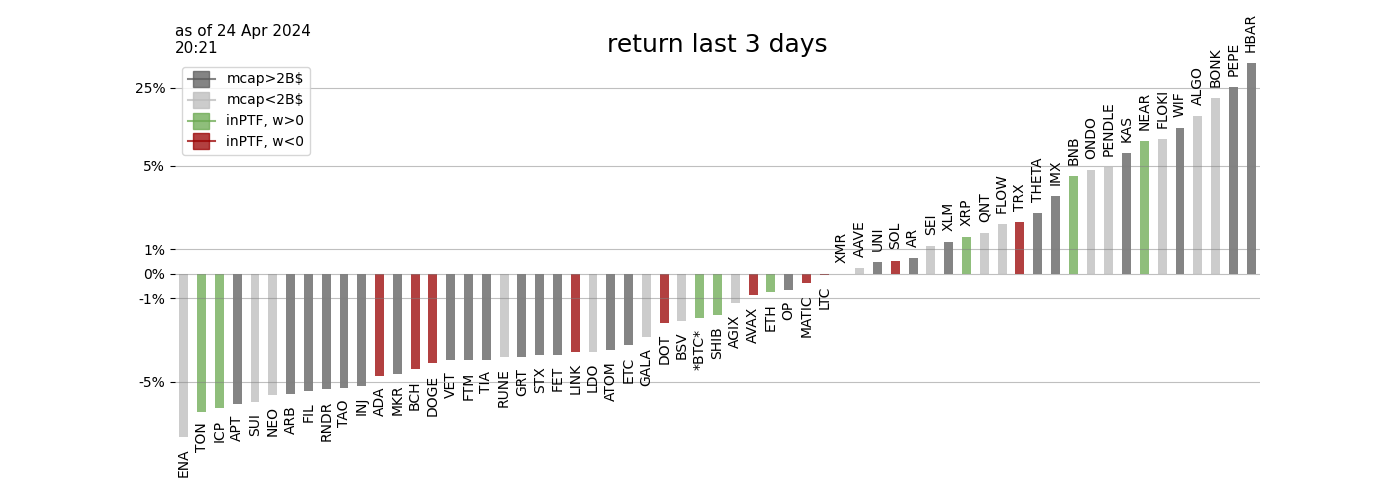 as of 24 Apr 2024
20:21
return last 3 days
mcap>2B$
mcap<2B$
inPTF, w>0
inPTF, w<0
25%
5%
1%
0%
-1%
-5%
ENA
TON
ICP
APT
SUI
NEO
ARB
FIL
RNDR
TAO
INJ
ADA
MKR
BCH
DOGE
VET
FTM
TIA
RUNE
GRT
STX
FET
LINK
LDO
ATOM
ETC
GALA
DOT
BSV
*BTC*
SHIB
AGIX
AVAX
ETH
OP
MATIC
LTC
XMR
AAVE
UNI
SOL
AR
SEI
XLM
XRP
QNT
FLOW
TRX
THETA
IMX
BNB
ONDO
PENDLE
KAS
NEAR
FLOKI
WIF
ALGO
BONK
PEPE
HBAR